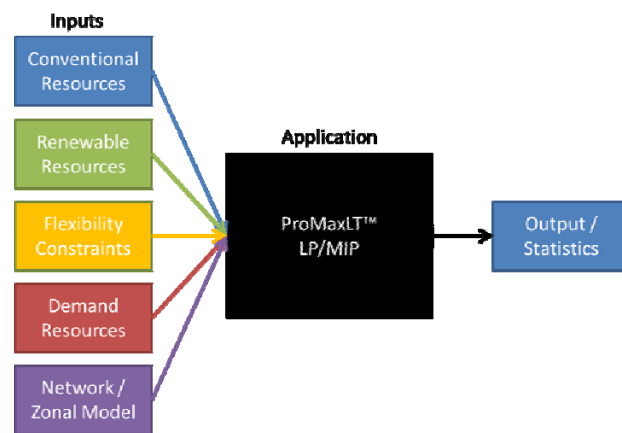 Inputs
Conventional
Resources
Renewable
Resources
Flexibility
Constraints
Demand
Resources
Network /
Zonal Model
Application
ProMaxLT™
LP/MIP
Output /
Statistics